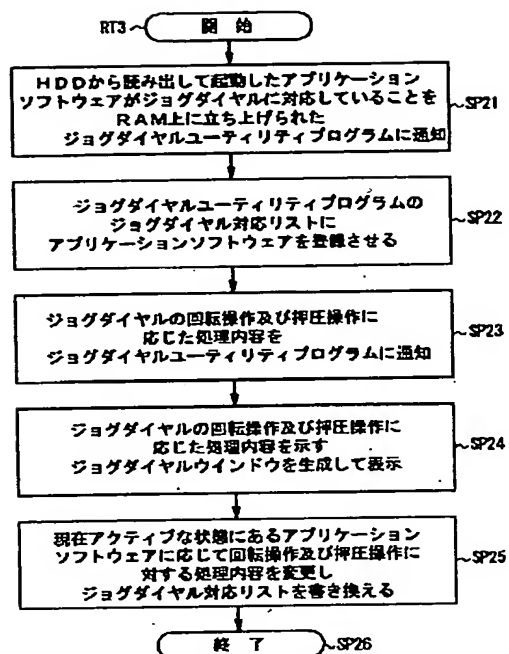 RT3
開始
HDDから読み出して起動したアプリケーション
ソフトウェアがジョグダイヤルに対応していることを
RAM上に立ち上げられた
ジョグダイヤルユーティリティプログラムに通知
SP21
ジョグダイヤルユーティリティプログラムの
ジョグダイヤル対応リストに
アプリケーションソフトウェアを登録させる
SP22
ジョグダイヤルの回転操作及び押圧操作に
応じた処理内容を
ジョグダイヤルユーティリティプログラムに通知
SP23
ジョグダイヤルの回転操作及び押圧操作に
応じた処理内容を示す
ジョグダイヤルウインドウを生成して表示
SP24
現在アクティブな状態にあるアプリケーション
ソフトウェアに応じて回転操作及び押圧操作に
対する処理内容を変更し
ジョグダイヤル対応リストを書き換える
SP25
終了
SP26